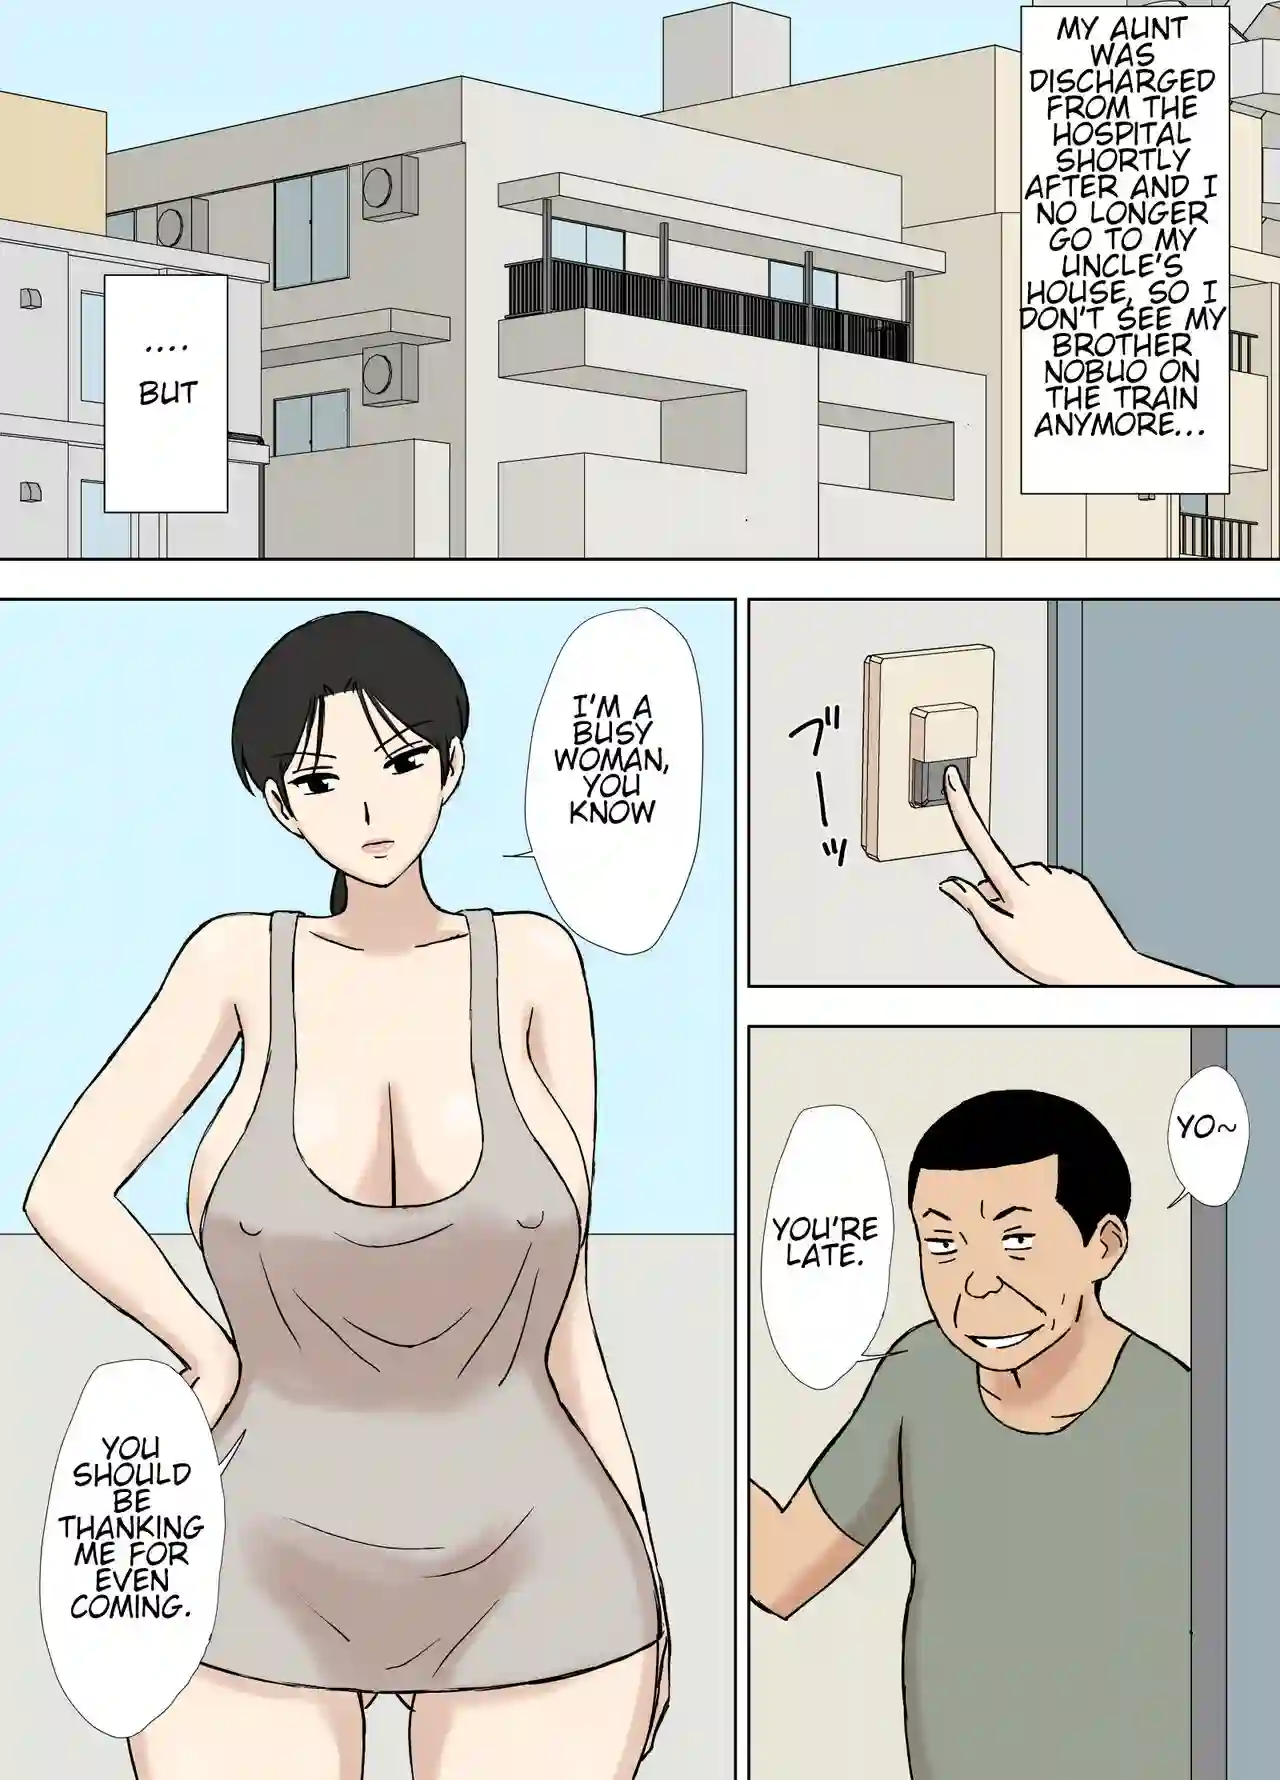 MY AUNT
WAS
DISCHARGED
FROM THE
HOSPITAL
SHORTLY
AFTER AND I
NO LONGER
GO TO MY
UNCLE'S
HOUSE, SO I
DON'T SEE MY
BROTHER
NOBUO ON
THE TRAIN
ANYMORE...
....
BUT
ブーッ
YO~
YOU'RE
LATE.
I'M A
BUSY
WOMAN,
YOU
KNOW
YOU
SHOULD
BE
THANKING
ME FOR
EVEN
COMING.